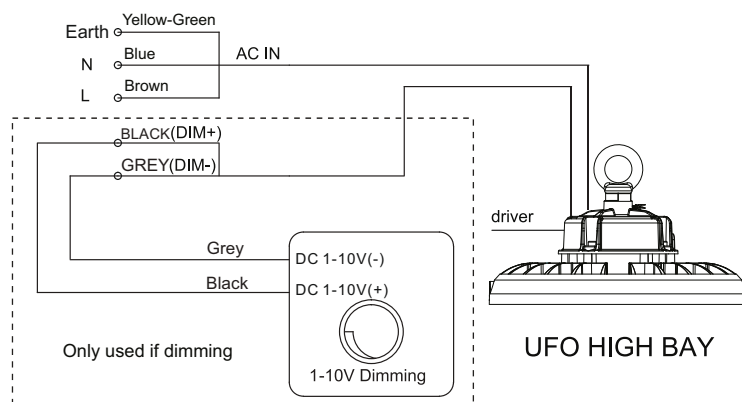 Earth Yellow-Green
N Blue AC IN
L Brown
BLACK(DIM+)
GREY(DIM-)
driver
Grey
DC 1-10V(-)
Black
DC 1-10V(+)
Only used if dimming
1-10V Dimming
UFO HIGH BAY